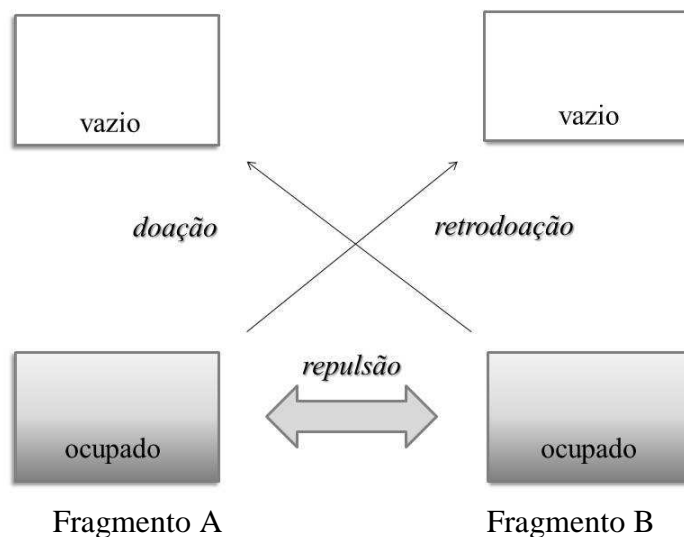 vazio
vazio
doação
retrodoação
repulsão
ocupado
ocupado
Fragmento A
Fragmento B